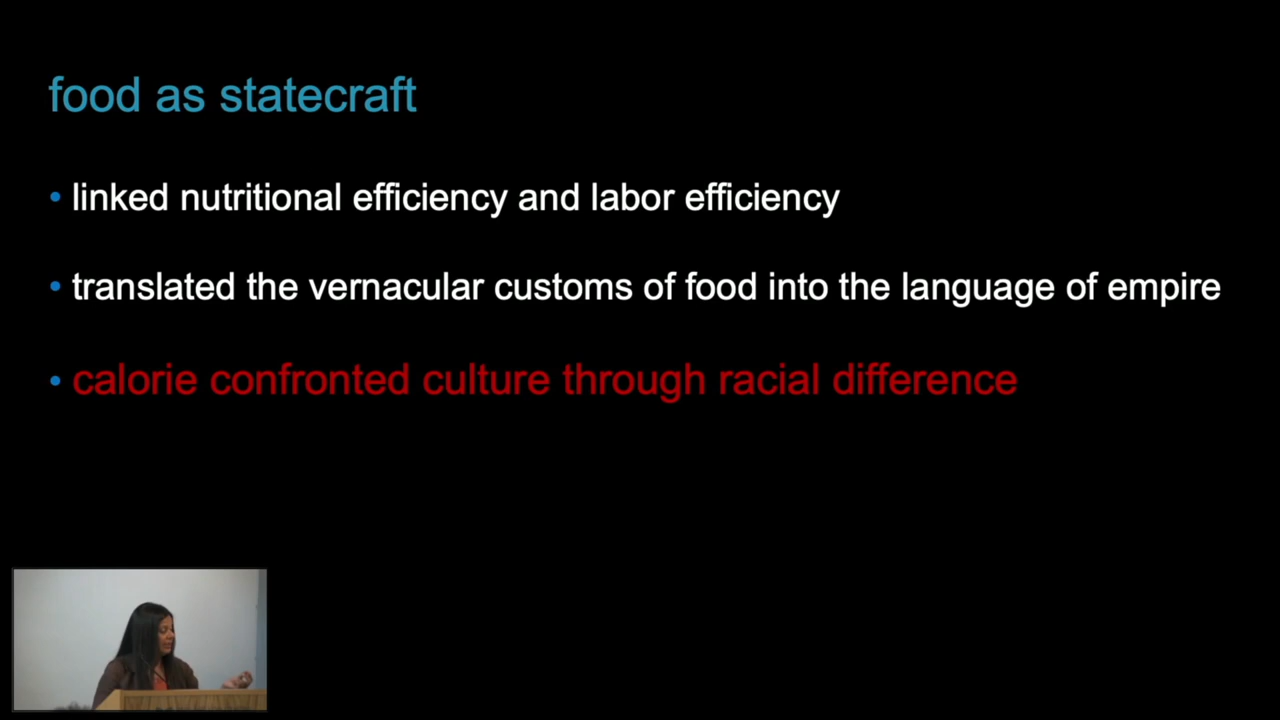 food as statecraft
• linked nutritional efficiency and labor efficiency
• translated the vernacular customs of food into the language of empire
• calorie confronted culture through racial difference